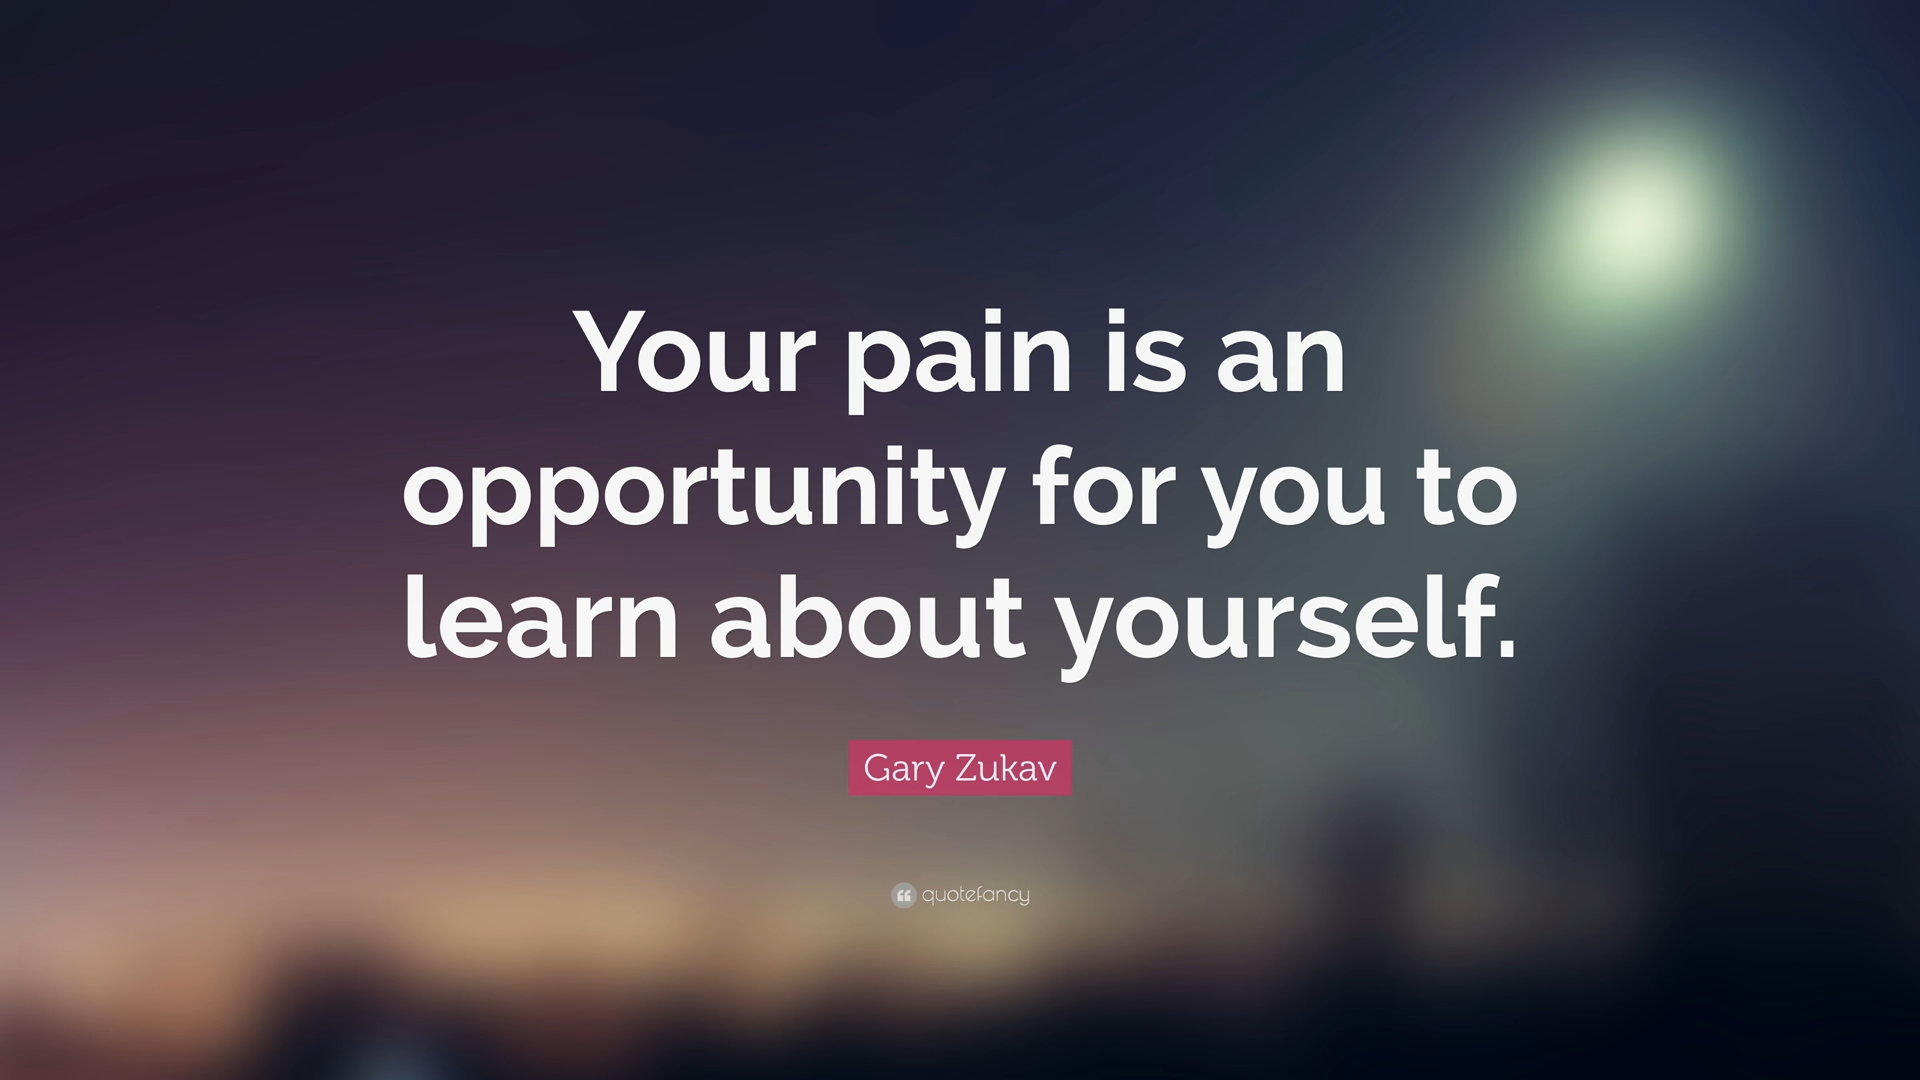 Your pain is an
opportunity for you to
learn about yourself.
Gary Zukav
quotefancy